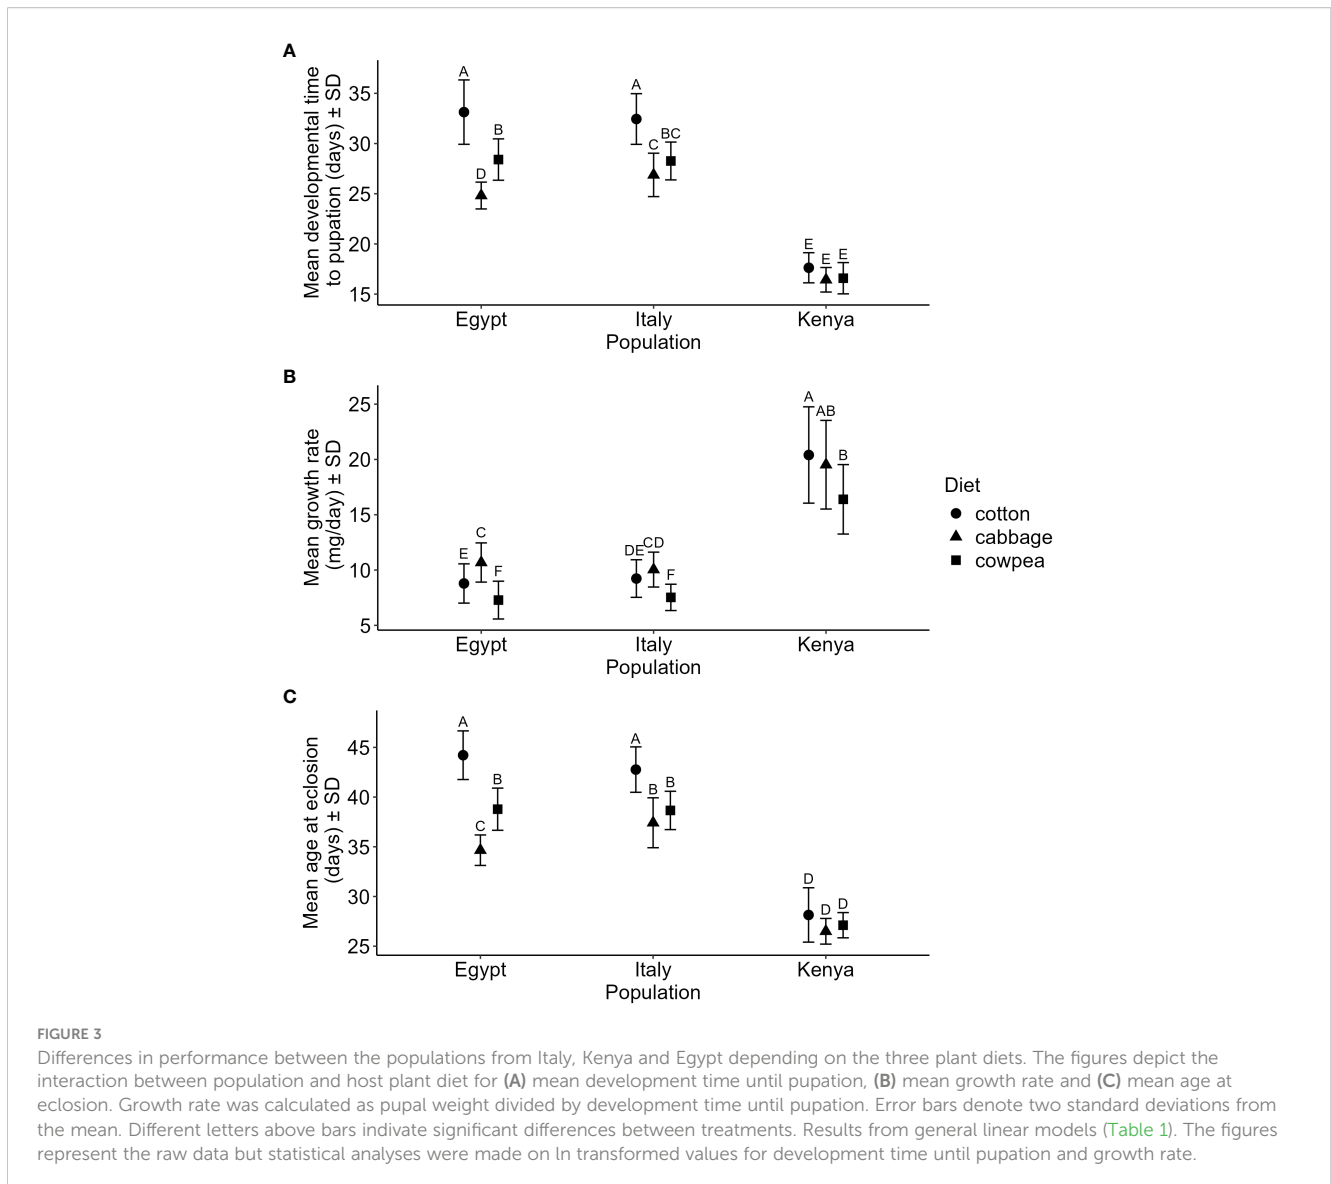 A
Mean developmental time
to pupation (days) ± SD
35
30
25
20
15
A
D
B
A
C
BC
E
E
E
Egypt
Italy
Kenya
Population
B
Mean growth rate
(mg/day) ± SD
25
20
15
10
5
E
C
F
DE
CD
F
A
AB
B
Egypt
Italy
Kenya
Population
Diet
cotton
cabbage
cowpea
C
Mean age at eclosion
(days) ± SD
45
40
35
30
25
A
C
B
A
B
B
D
D
D
Egypt
Italy
Kenya
Population
FIGURE 3
Differences in performance between the populations from Italy, Kenya and Egypt depending on the three plant diets. The figures depict the
interaction between population and host plant diet for (A) mean development time until pupation, (B) mean growth rate and (C) mean age at
eclosion. Growth rate was calculated as pupal weight divided by development time until pupation. Error bars denote two standard deviations from
the mean. Different letters above bars indivate significant differences between treatments. Results from general linear models (Table 1). The figures
represent the raw data but statistical analyses were made on ln transformed values for development time until pupation and growth rate.